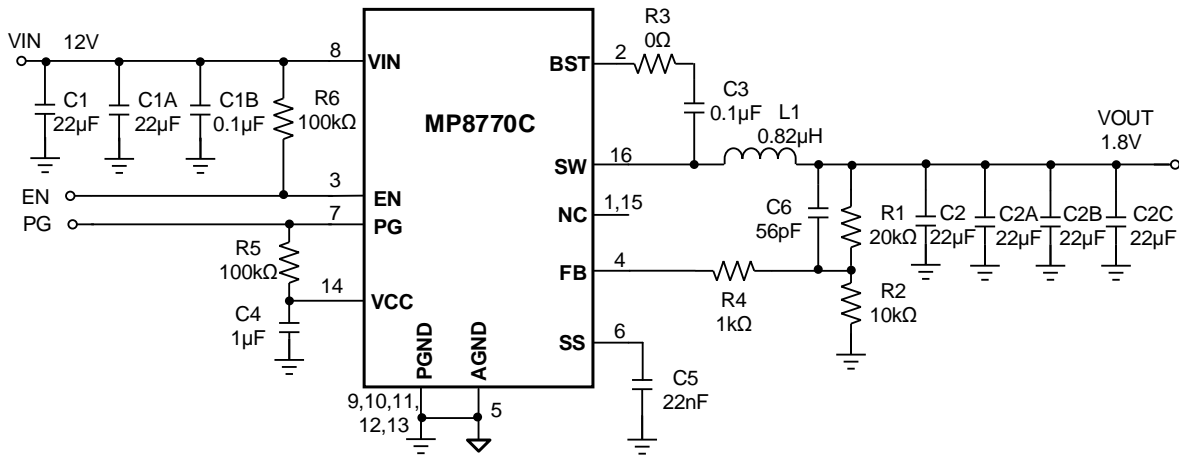 VIN
12V
8
VIN
C1
22µF
C1A
22µF
C1B
0.1µF
R6
100kΩ
EN
3
EN
PG
7
PG
R5
100kΩ
14
VCC
C4
1µF
MP8770C
PGND
AGND
9,10,11,
12,13
5
BST
2
R3
0Ω
C3
0.1µF
SW
16
L1
0.82µH
NC
1,15
FB
4
R4
1kΩ
C6
56pF
R1
20kΩ
R2
10kΩ
C2
22µF
C2A
22µF
C2B
22µF
C2C
22µF
VOUT
1.8V
SS
6
C5
22nF